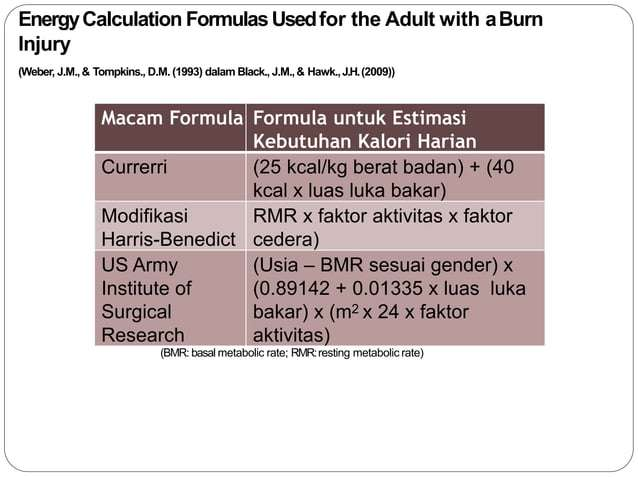 Energy Calculation Formulas Used for the Adult with a Burn
Injury
(Weber, J.M., & Tompkins., D.M. (1993) dalam Black., J.M., & Hawk., J.H. (2009))
Macam Formula
Formula untuk Estimasi
Kebutuhan Kalori Harian
Currerri
(25 kcal/kg berat badan) + (40
kcal x luas luka bakar)
Modifikasi
Harris-Benedict
RMR x faktor aktivitas x faktor
cedera)
US Army
Institute of
Surgical
Research
(Usia – BMR sesuai gender) x
(0.89142 + 0.01335 x luas luka
bakar) x (m2 x 24 x faktor
aktivitas)
(BMR: basal metabolic rate; RMR: resting metabolic rate)